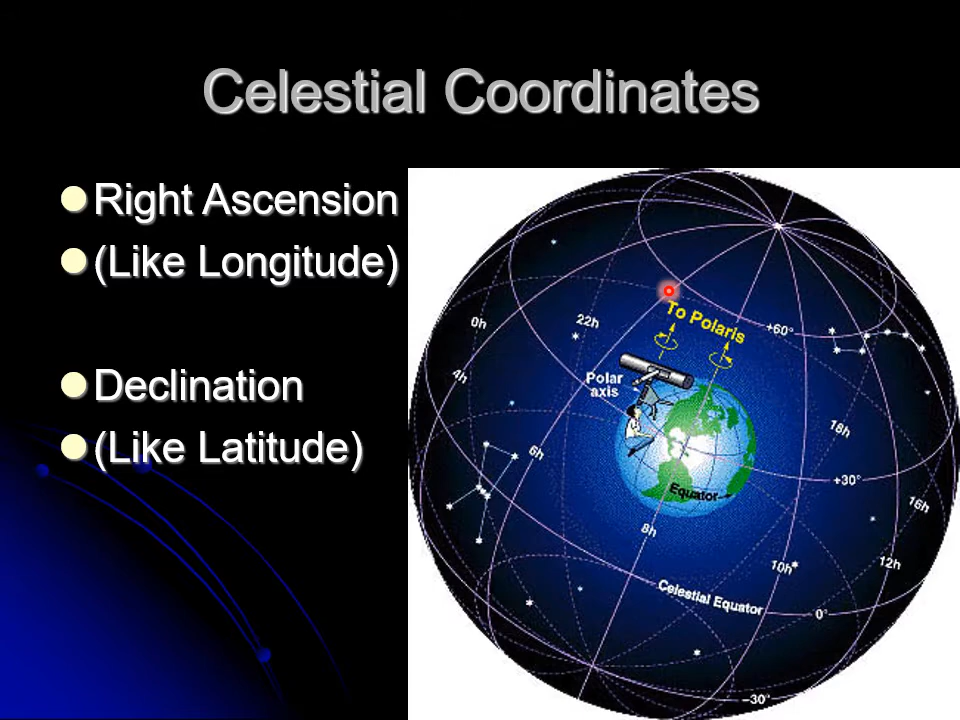 Celestial Coordinates
Right Ascension
(Like Longitude)
Declination
(Like Latitude)
To Polaris
+60°
0h
22h
4h
Polar
axis
18h
6h
+30°
Equator
16h
8h
10h
12h
Celestial Equator
0°
–30°